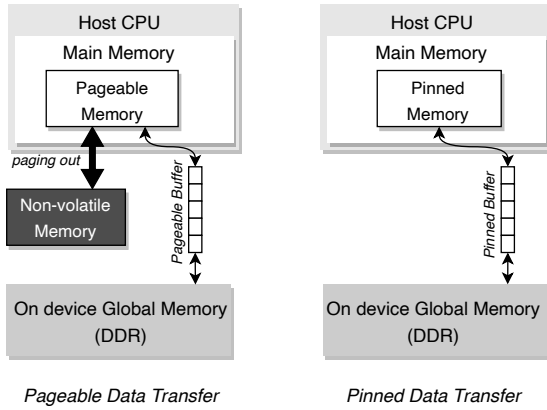 Host CPU
Main Memory
Pageable
Memory
paging out
Non-volatile
Memory
Pageable Buffer
On device Global Memory
(DDR)
Pageable Data Transfer
Host CPU
Main Memory
Pinned
Memory
Pinned Buffer
On device Global Memory
(DDR)
Pinned Data Transfer